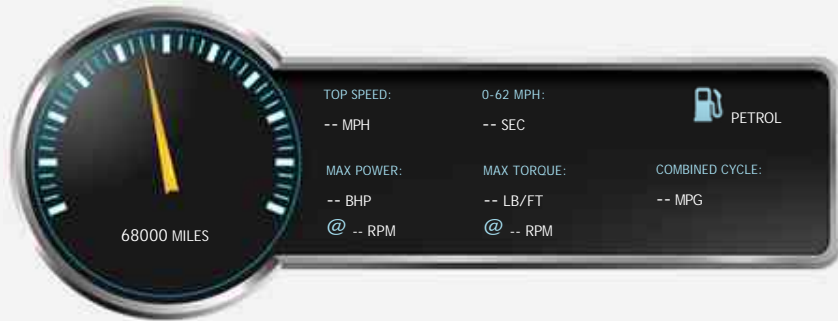 TOP SPEED:
0-62 MPH:
-- MPH
-- SEC
PETROL
MAX POWER:
MAX TORQUE:
COMBINED CYCLE:
-- BHP
-- LB/FT
-- MPG
@ -- RPM
@ -- RPM
68000 MILES